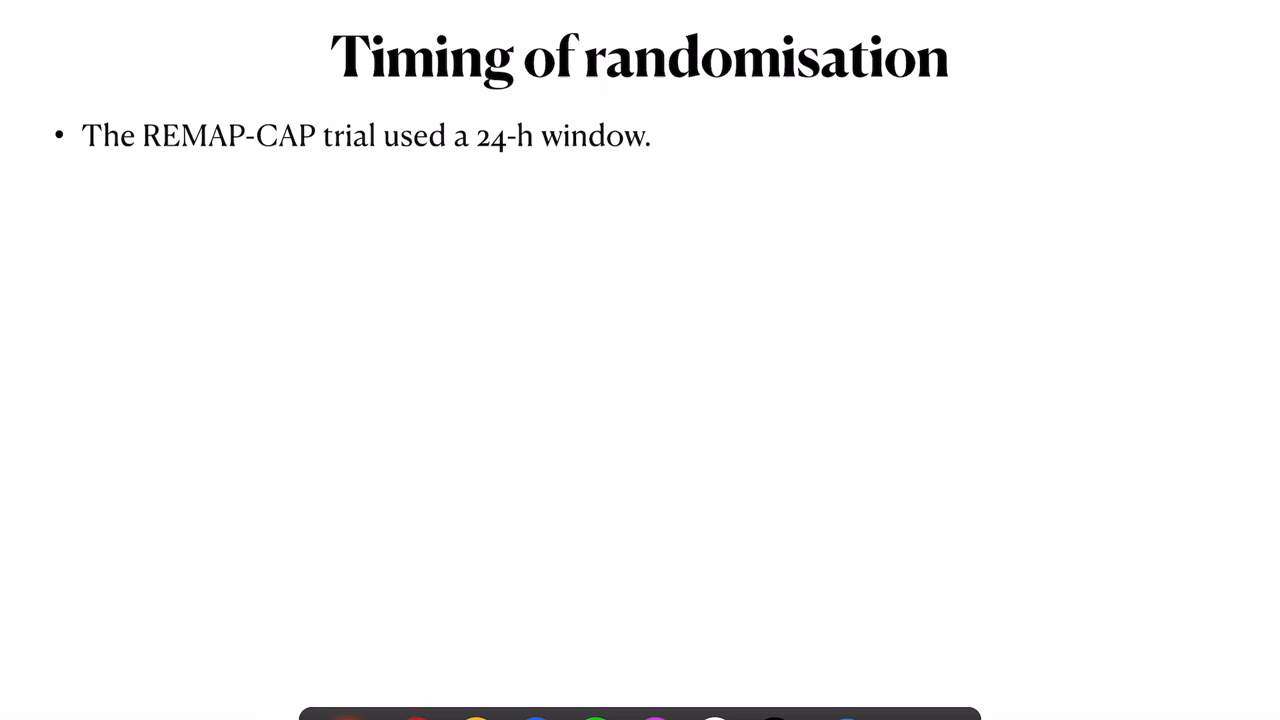 Timing of randomisation
• The REMAP-CAP trial used a 24-h window.